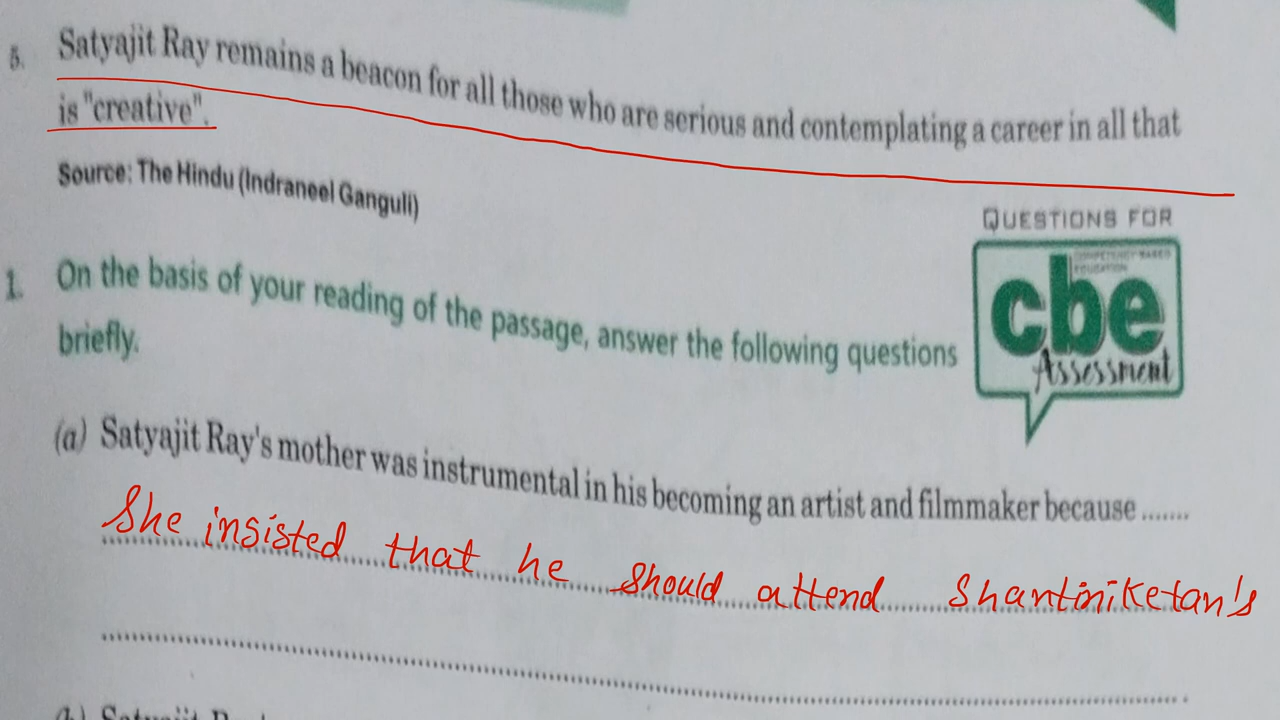 5. Satyajit Ray remains a beacon for all those who are serious and contemplating a career in all that
is "creative".
Source: The Hindu (Indraneel Ganguli)
QUESTIONS FOR
COMPETENCY BASED
EDUCATION
cbe
Assessment
1. On the basis of your reading of the passage, answer the following questions
briefly.
(a) Satyajit Ray's mother was instrumental in his becoming an artist and filmmaker because .......
She insisted that he should attend Shantiniketan's